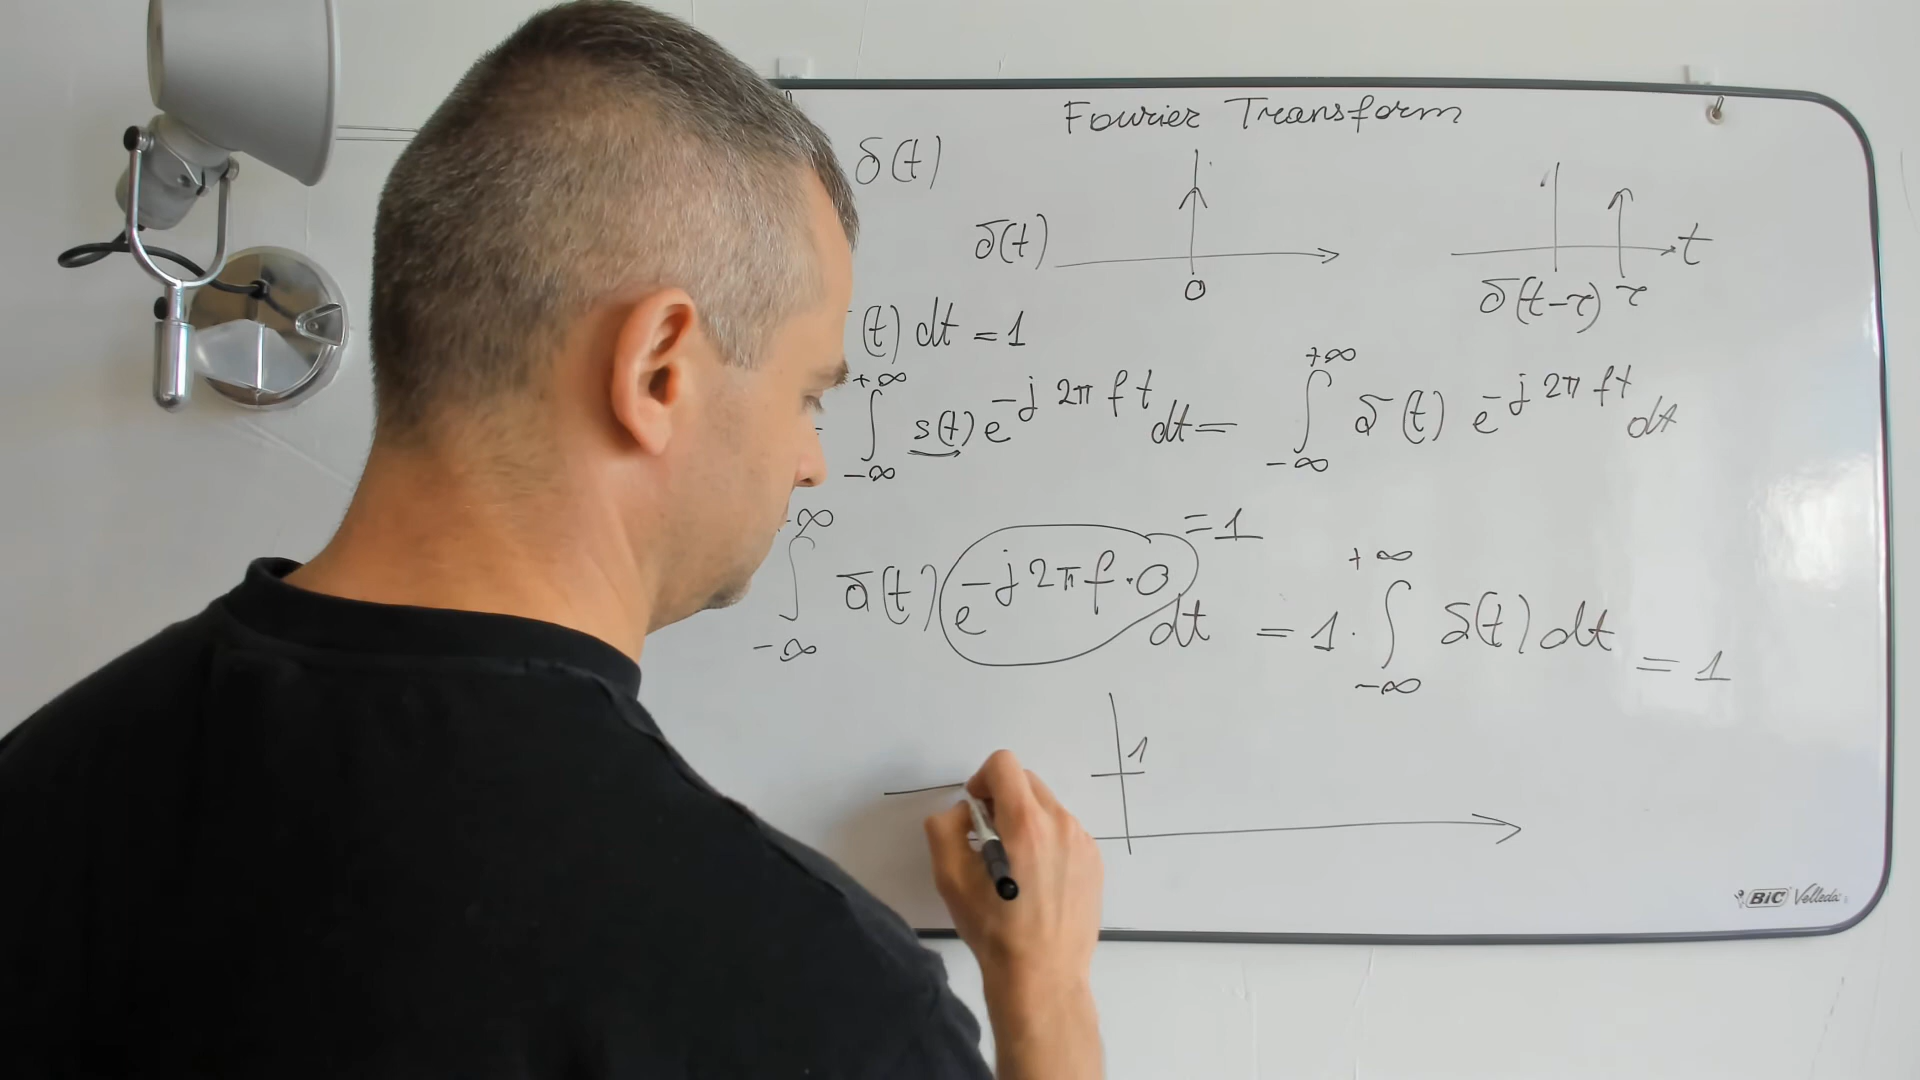 Fourier Transform
δ(t)
δ(t)
0
δ(t-τ) τ
t
(t) dt = 1
+∞ ∫ -∞ s(t) e^-j 2π f t dt = +∞ ∫ -∞ δ(t) e^-j 2π f t dt
∞ ∫ -∞ δ(t) e^-j 2π f · 0 dt = 1 · +∞ ∫ -∞ δ(t) dt = 1
= 1
1
BIC Velleda